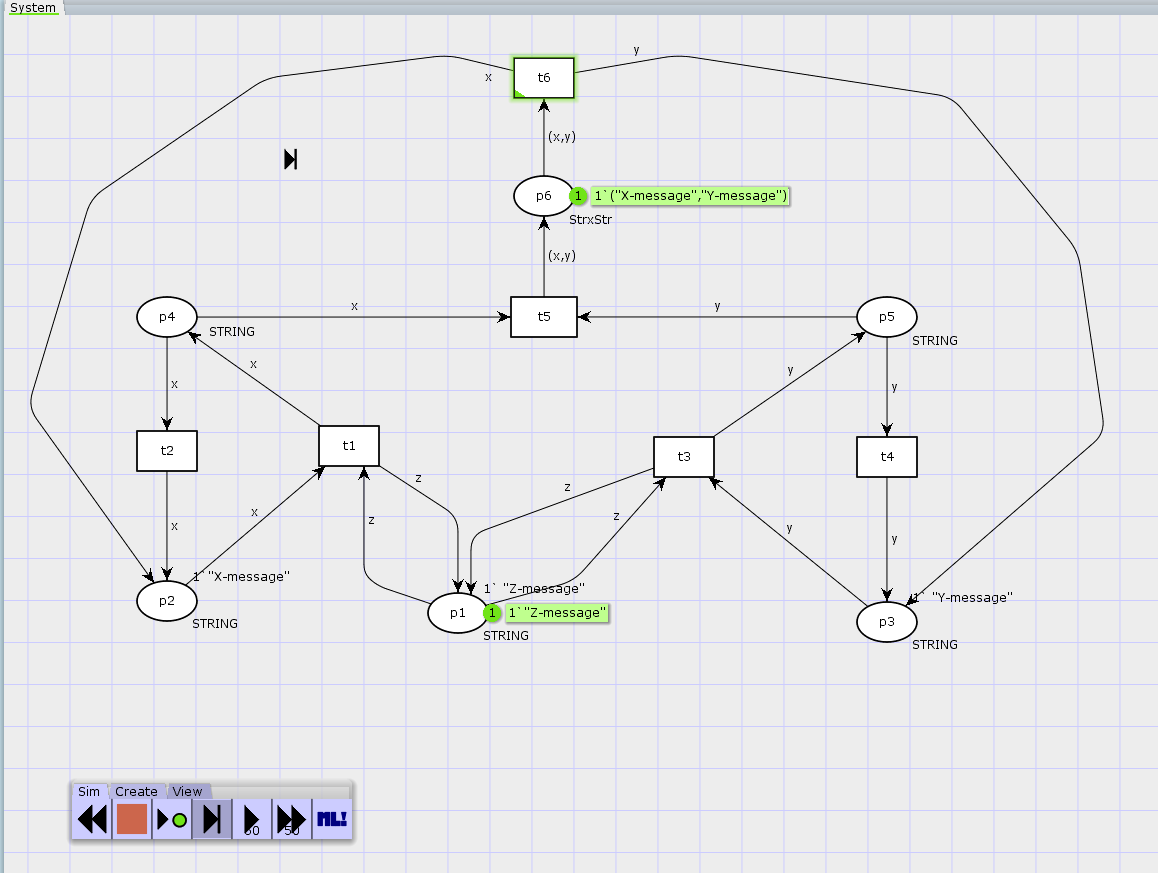 System
y
x
t6
(x,y)
p6
1
1`("X-message","Y-message")
StrxStr
(x,y)
x
y
p4
t5
p5
STRING
STRING
x
y
x
y
t1
t2
t3
t4
z
z
x
z
z
x
y
y
1`"X-message"
1` "Z-message"
1` "Y-message"
p2
p1
1
1`"Z-message"
p3
STRING
STRING
STRING
Sim
Create
View
50
50
ML!